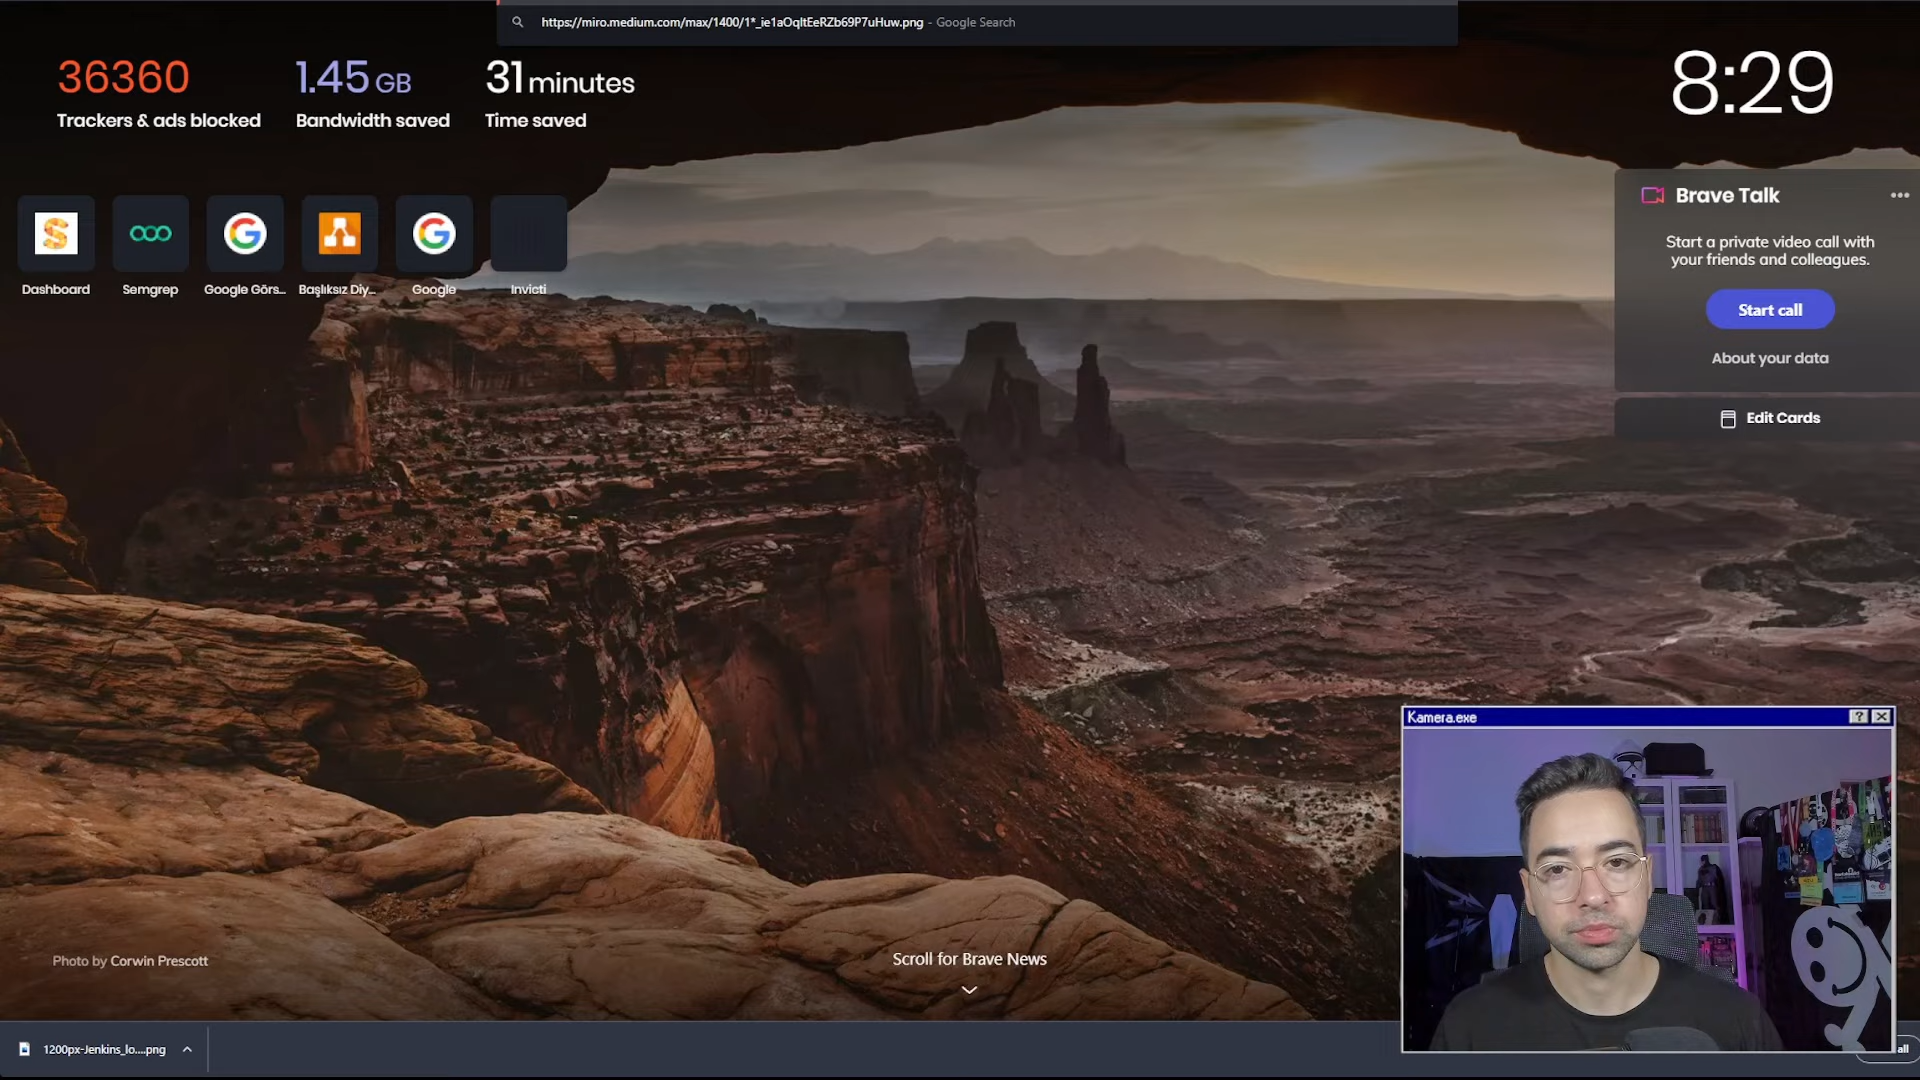 https://miro.medium.com/max/1400/1*_ie1aOqltEeRZb69P7uHuw.png - Google Search
36360
Trackers & ads blocked
1.45 GB
Bandwidth saved
31 minutes
Time saved
8:29
Dashboard
Semgrep
Google Görs...
Başlıksız Diy...
Google
Invicti
Brave Talk
Start a private video call with
your friends and colleagues.
Start call
About your data
Edit Cards
Kamera.exe
Photo by Corwin Prescott
Scroll for Brave News
1200px-Jenkins_lo....png
all